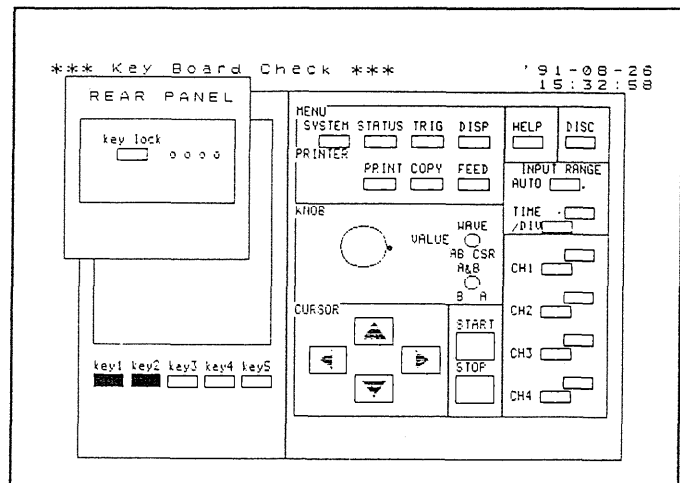 *** Key Board Check ***
'91-08-26
15:32:58
REAR PANEL
key lock
key1 key2 key3 key4 key5
MENU
SYSTEM STATUS TRIG DISP
PRINTER
PRINT COPY FEED
HELP DISC
INPUT RANGE
AUTO
TIME
/DIV
KNOB
VALUE
WAVE
AB CSR
A&B
B A
CURSOR
START
STOP
CH1
CH2
CH3
CH4